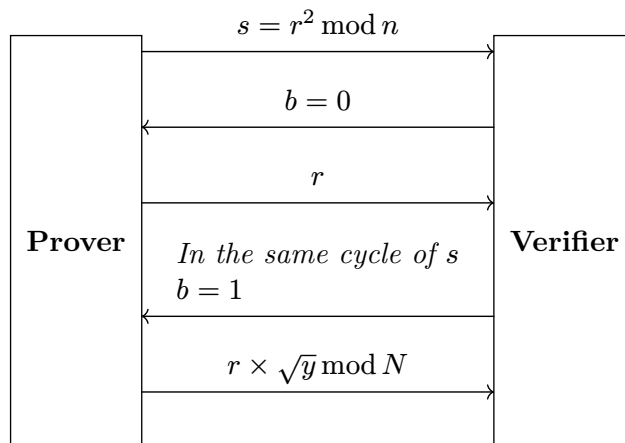 s = r² mod n
b = 0
r
Prover
In the same cycle of s
b = 1
Verifier
r × √y mod N